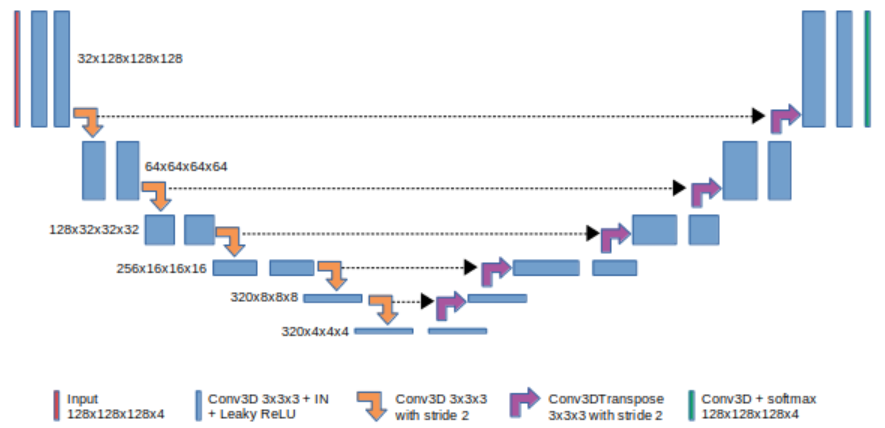 32x128x128x128
64x64x64x64
128x32x32x32
256x16x16x16
320x8x8x8
320x4x4x4
Input
128x128x128x4
Conv3D 3x3x3 + IN
+ Leaky ReLU
Conv3D 3x3x3
with stride 2
Conv3DTranspose
3x3x3 with stride 2
Conv3D + softmax
128x128x128x4